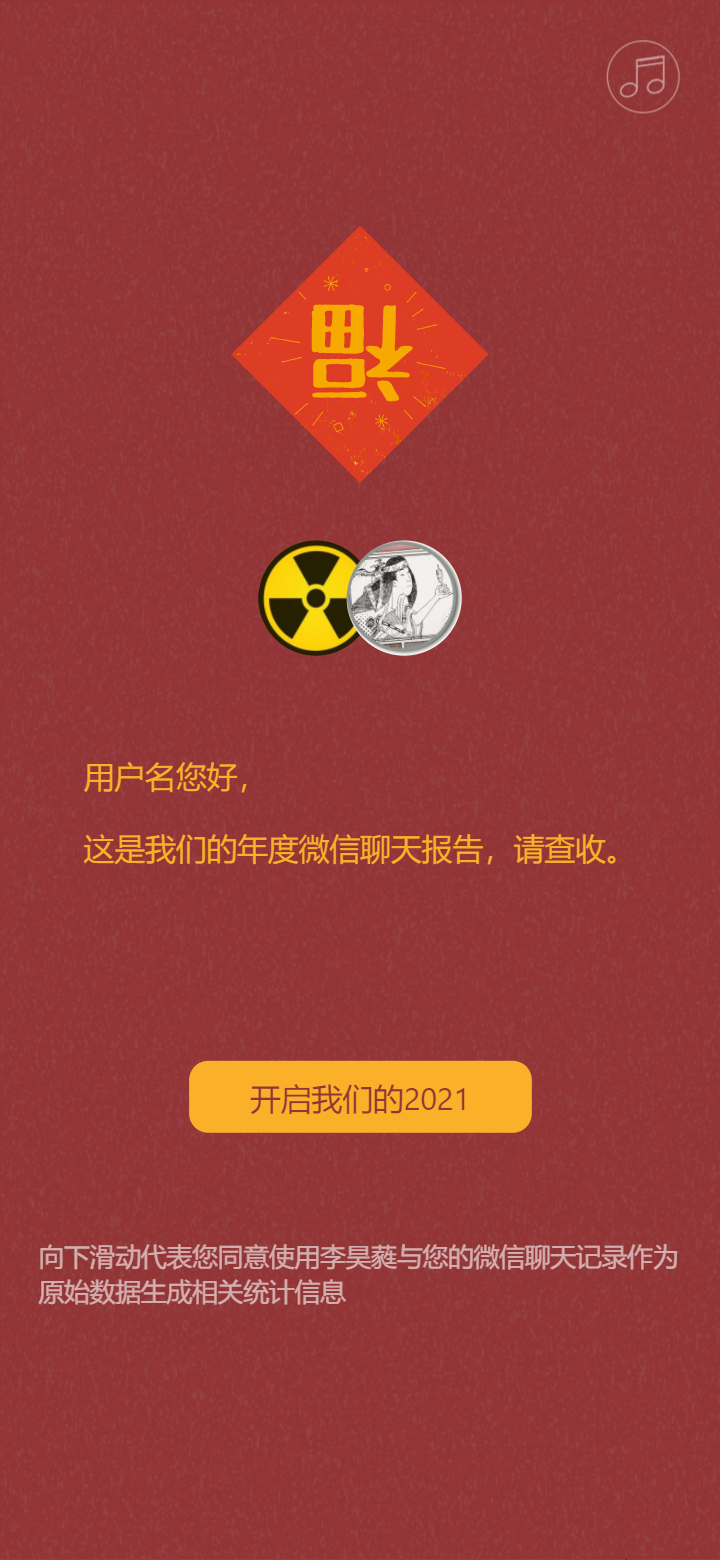 福
用户名您好，
这是我们的年度微信聊天报告，请查收。
开启我们的2021
向下滑动代表您同意使用李昊蕤与您的微信聊天记录作为
原始数据生成相关统计信息